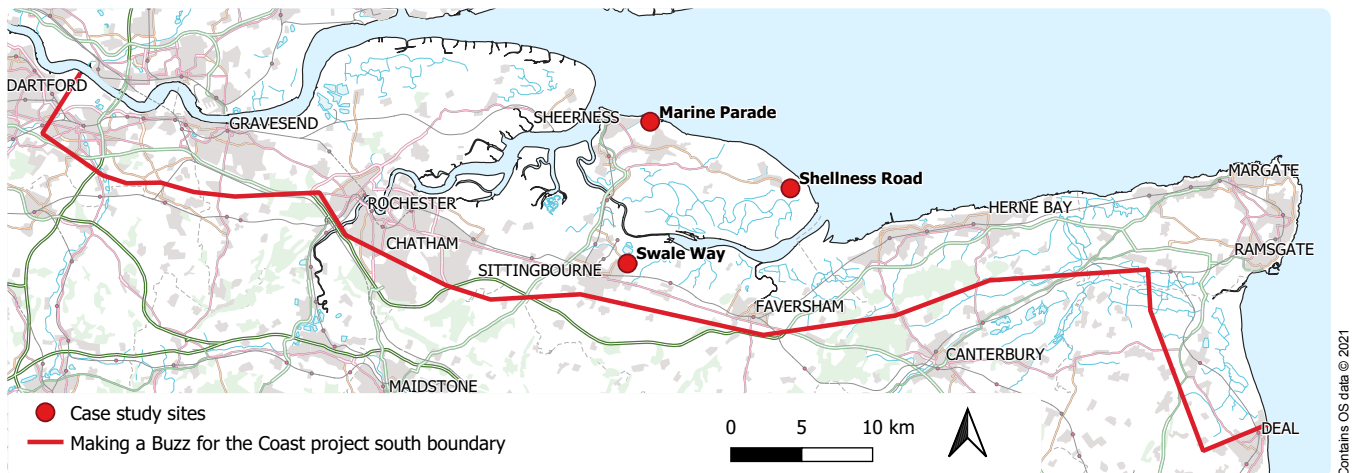 DARTFORD
GRAVESEND
SHEERNESS
Marine Parade
Shellness Road
MARGATE
ROCHESTER
HERNE BAY
CHATHAM
RAMSGATE
Swale Way
SITTINGBOURNE
FAVERSHAM
CANTERBURY
MAIDSTONE
DEAL
Case study sites
Making a Buzz for the Coast project south boundary
0 5 10 km
Contains OS data © 2021